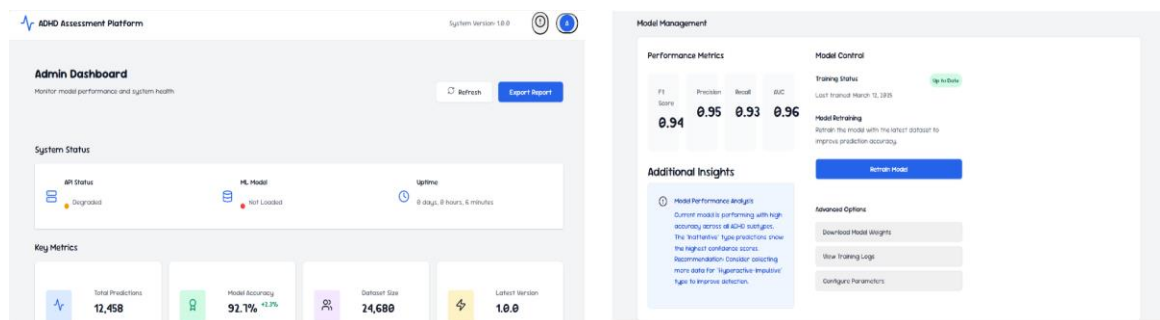 ADHD Assessment Platform
System Version 1.0.0
A
Admin Dashboard
Monitor model performance and system health
Refresh
Export Report
System Status
API Status
Degraded
ML Model
Not Loaded
Uptime
0 days, 0 hours, 6 minutes
Key Metrics
Total Predictions
12,458
Model Accuracy
92.7% +2.3%
Dataset Size
24,680
Latest Version
1.0.0
Model Management
Performance Metrics
F1
Score
0.94
Precision
0.95
Recall
0.93
AUC
0.96
Additional Insights
Model Performance Analysis
Current model is performing with high
accuracy across all ADHD subtypes.
The 'Inattentive' type predictions show
the highest confidence scores.
Recommendation: Consider collecting
more data for 'Hyperactive-Impulsive'
type to improve detection.
Model Control
Training Status
Up to Date
Last trained: March 12, 2025
Model Retraining
Retrain the model with the latest dataset to
improve prediction accuracy.
Retrain Model
Advanced Options
Download Model Weights
View Training Logs
Configure Parameters